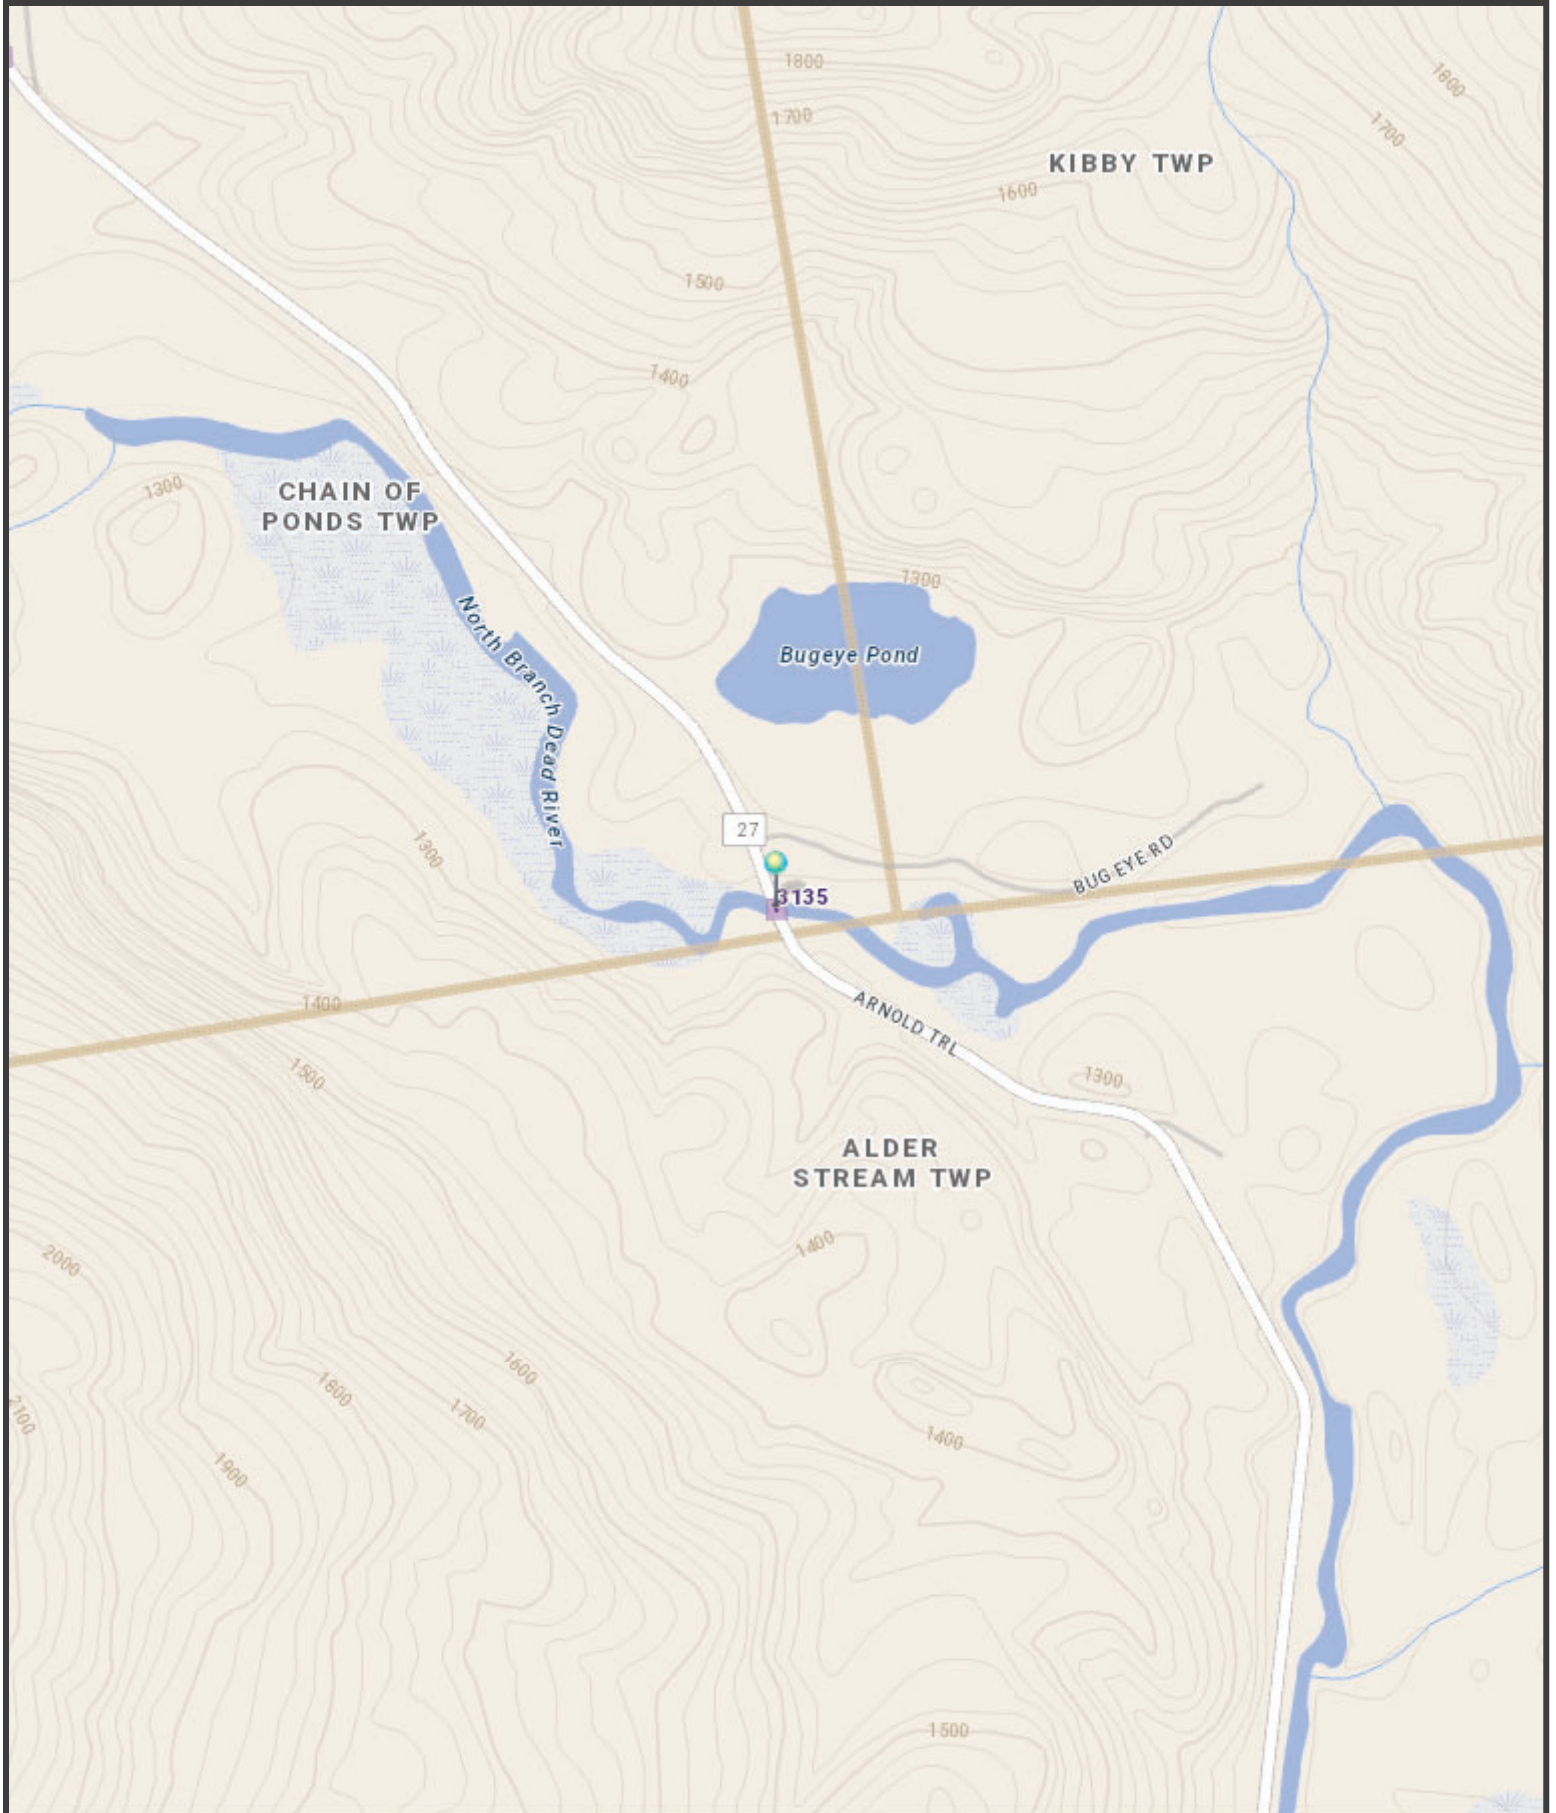 1800
1800
1700
1700
KIBBY TWP
1600
1500
1400
1300
CHAIN OF
PONDS TWP
1300
North Branch Dead River
Bugeye Pond
27
1300
BUG EYE RD
3135
1400
ARNOLD TRL
1500
1300
ALDER
STREAM TWP
1400
2000
1600
1800
1700
2100
1400
1900
1500